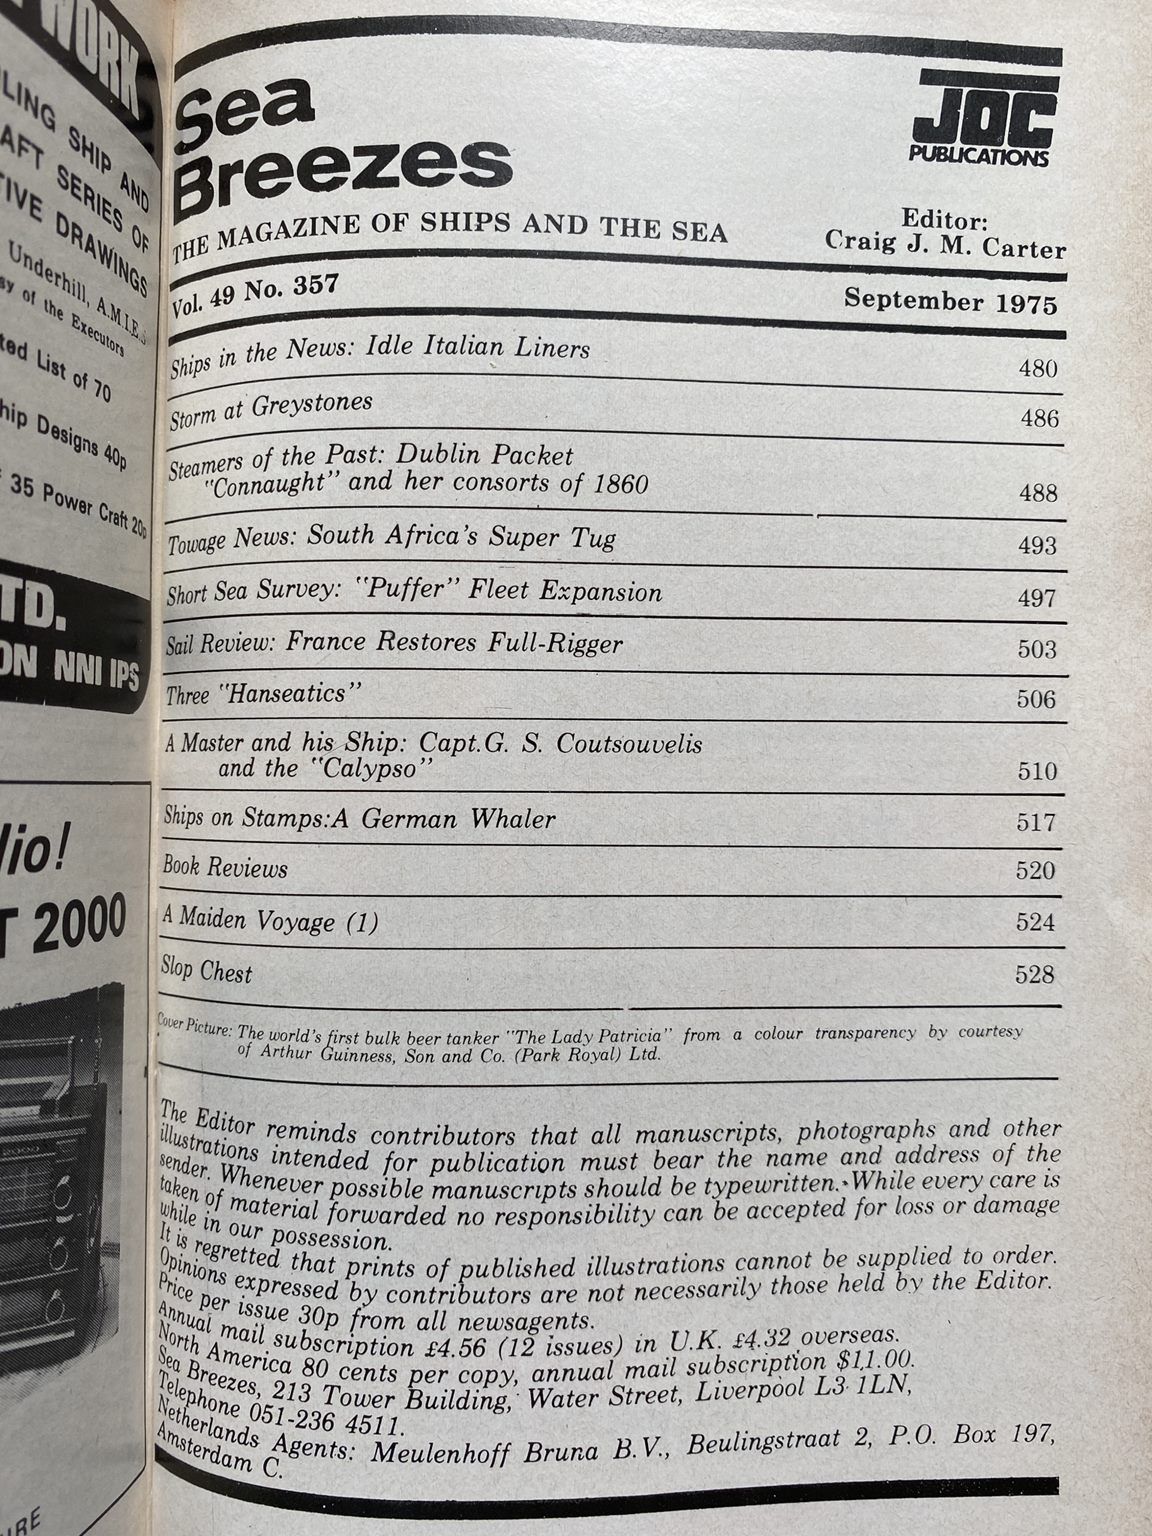 WORK
LING SHIP AND
AFT SERIES OF
TIVE DRAWINGS
Underhill, A.M.I.E.S
sy of the Executors
ted List of 70
hip Designs 40p
35 Power Craft 20p
TD.
ON NN1 1PS
dio!
T 2000
URE
Sea
Breezes
THE MAGAZINE OF SHIPS AND THE SEA
JOC
PUBLICATIONS
Editor:
Craig J. M. Carter
Vol. 49 No. 357 September 1975
Ships in the News: Idle Italian Liners 480
Storm at Greystones 486
Steamers of the Past: Dublin Packet
"Connaught" and her consorts of 1860 488
Towage News: South Africa's Super Tug 493
Short Sea Survey: "Puffer" Fleet Expansion 497
Sail Review: France Restores Full-Rigger 503
Three "Hanseatics" 506
A Master and his Ship: Capt.G. S. Coutsouvelis
and the "Calypso" 510
Ships on Stamps:A German Whaler 517
Book Reviews 520
A Maiden Voyage (1) 524
Slop Chest 528
Cover Picture: The world's first bulk beer tanker "The Lady Patricia" from a colour transparency by courtesy
of Arthur Guinness, Son and Co. (Park Royal) Ltd.
The Editor reminds contributors that all manuscripts, photographs and other
illustrations intended for publication must bear the name and address of the
sender. Whenever possible manuscripts should be typewritten. While every care is
taken of material forwarded no responsibility can be accepted for loss or damage
while in our possession.
It is regretted that prints of published illustrations cannot be supplied to order.
Opinions expressed by contributors are not necessarily those held by the Editor.
Price per issue 30p from all newsagents.
Annual mail subscription £4.56 (12 issues) in U.K. £4.32 overseas.
North America 80 cents per copy, annual mail subscription $11.00.
Sea Breezes, 213 Tower Building, Water Street, Liverpool L3 1LN,
Telephone 051-236 4511.
Netherlands Agents: Meulenhoff Bruna B.V., Beulingstraat 2, P.O. Box 197,
Amsterdam C.